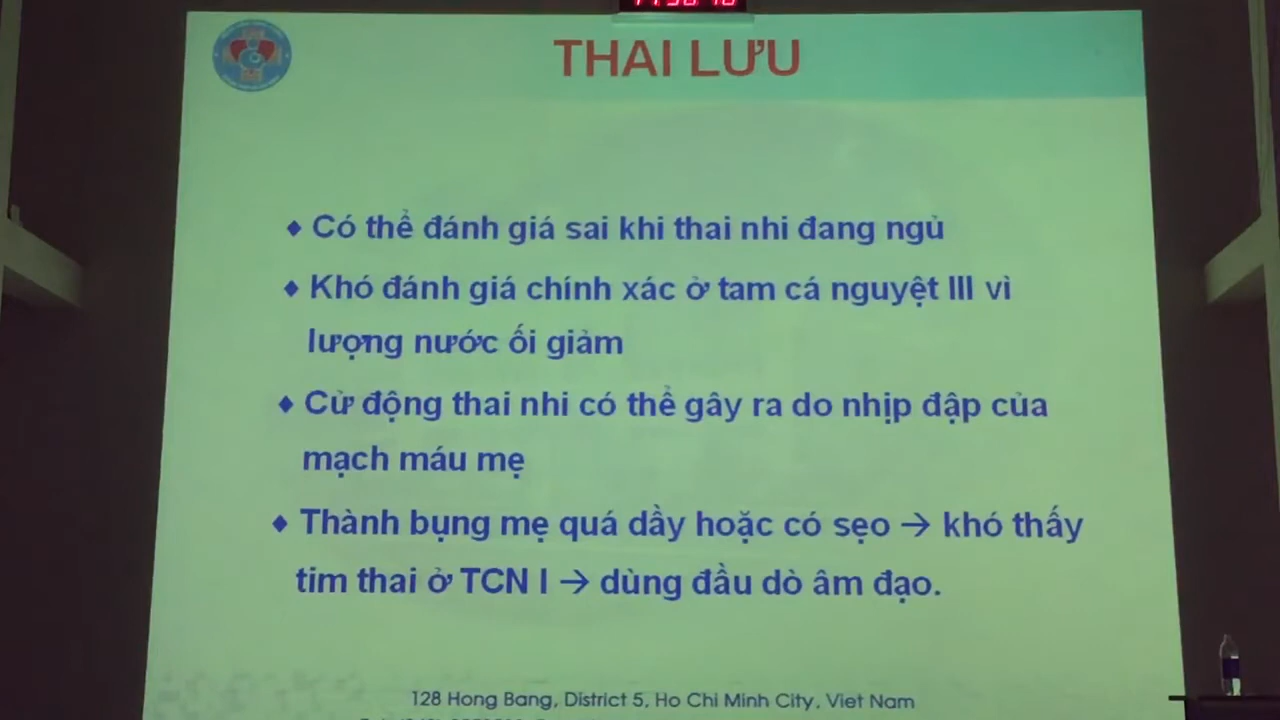 THAI LƯU
♦ Có thể đánh giá sai khi thai nhi đang ngủ
♦ Khó đánh giá chính xác ở tam cá nguyệt III vì
lượng nước ối giảm
♦ Cử động thai nhi có thể gây ra do nhịp đập của
mạch máu mẹ
♦ Thành bụng mẹ quá dầy hoặc có sẹo → khó thấy
tim thai ở TCN I → dùng đầu dò âm đạo.
128 Hong Bang, District 5, Ho Chi Minh City, Viet Nam